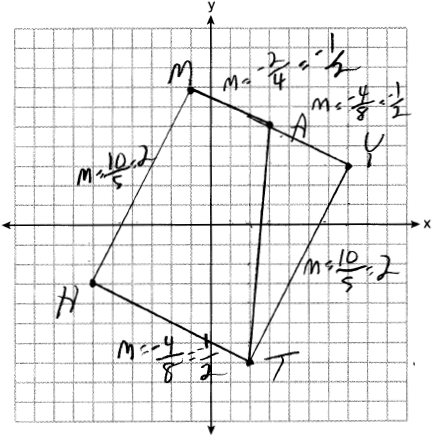 y
M
m = -2/4 = -1/2
m = -4/8 = -1/2
A
Y
m = 10/5 = 2
x
m = 10/5 = 2
H
m = -4/8 = -1/2
T